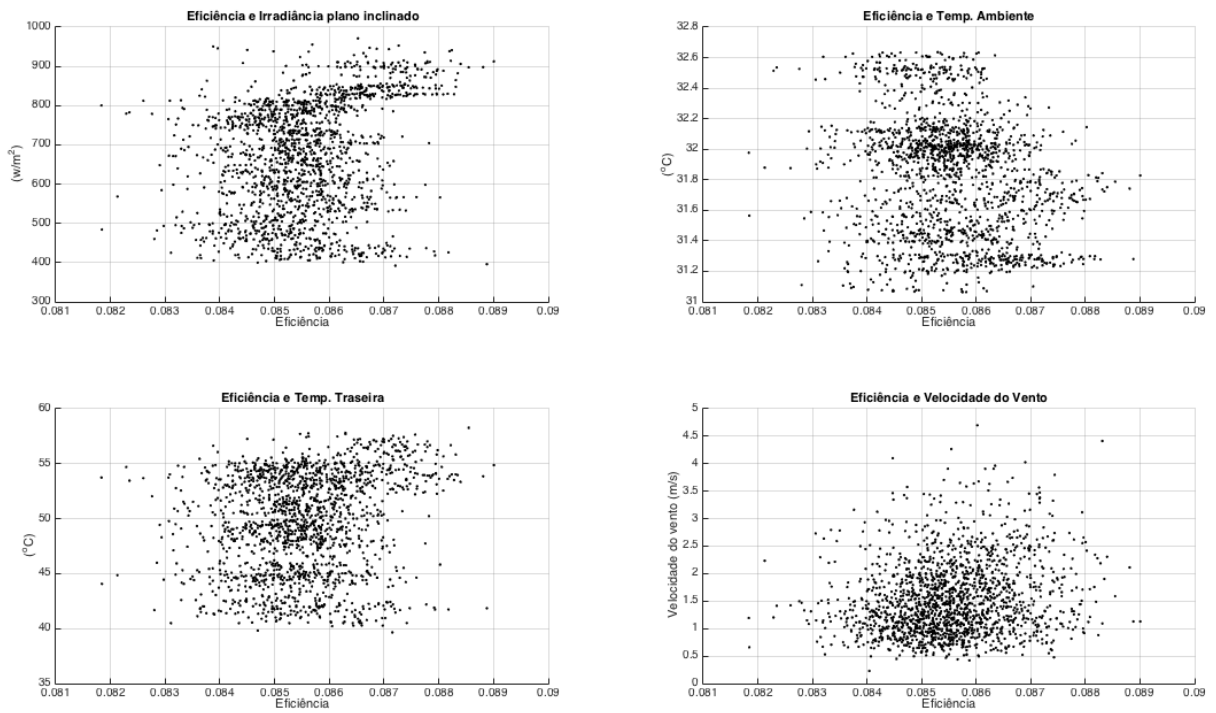 Eficiência e Irradiância plano inclinado
1000
900
800
700
600
500
400
300
(w/m²)
0.081 0.082 0.083 0.084 0.085 0.086 0.087 0.088 0.089 0.09
Eficiência
Eficiência e Temp. Ambiente
32.8
32.6
32.4
32.2
32
31.8
31.6
31.4
31.2
31
(°C)
0.081 0.082 0.083 0.084 0.085 0.086 0.087 0.088 0.089 0.09
Eficiência
Eficiência e Temp. Traseira
60
55
50
45
40
35
(°C)
0.081 0.082 0.083 0.084 0.085 0.086 0.087 0.088 0.089 0.09
Eficiência
Eficiência e Velocidade do Vento
5
4.5
4
3.5
3
2.5
2
1.5
1
0.5
0
Velocidade do vento (m/s)
0.081 0.082 0.083 0.084 0.085 0.086 0.087 0.088 0.089 0.09
Eficiência